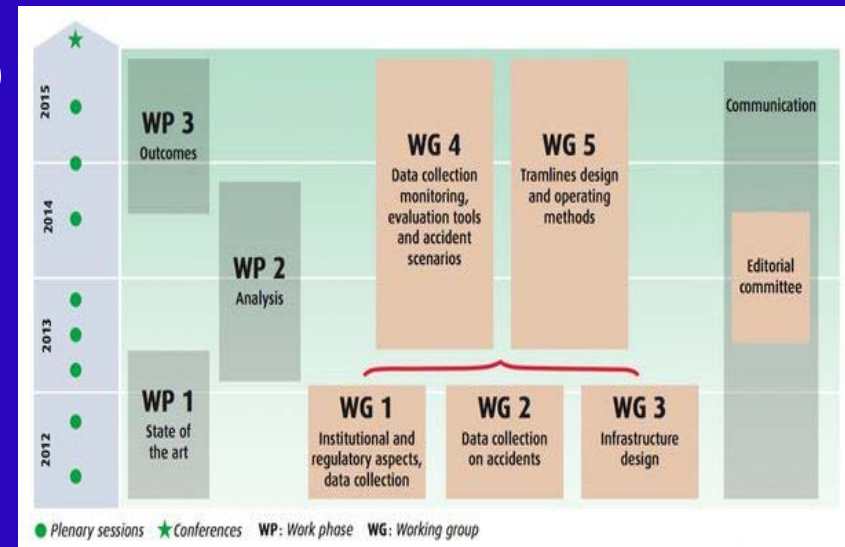 2015
2014
2013
2012
WP 3
Outcomes
WP 2
Analysis
WP 1
State of
the art
WG 4
Data collection
monitoring,
evaluation tools
and accident
scenarios
WG 5
Tramlines design
and operating
methods
WG 1
Institutional and
regulatory aspects,
data collection
WG 2
Data collection
on accidents
WG 3
Infrastructure
design
Communication
Editorial
committee
Plenary sessions Conferences WP: Work phase WG: Working group